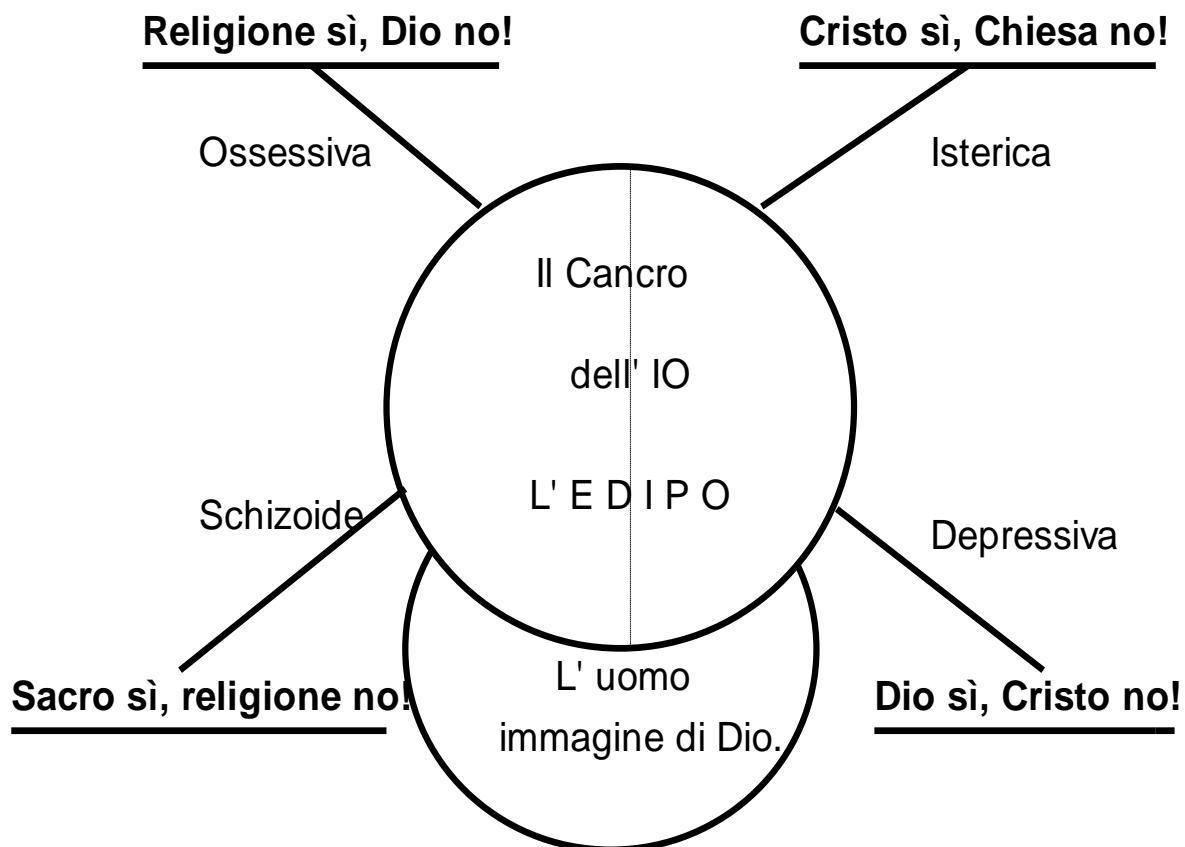 Religione sì, Dio no!
Cristo sì, Chiesa no!
Ossessiva
Isterica
Il Cancro
dell' IO
L' E D I P O
Schizoide
Depressiva
Sacro sì, religione no!
L' uomo
immagine di Dio.
Dio sì, Cristo no!